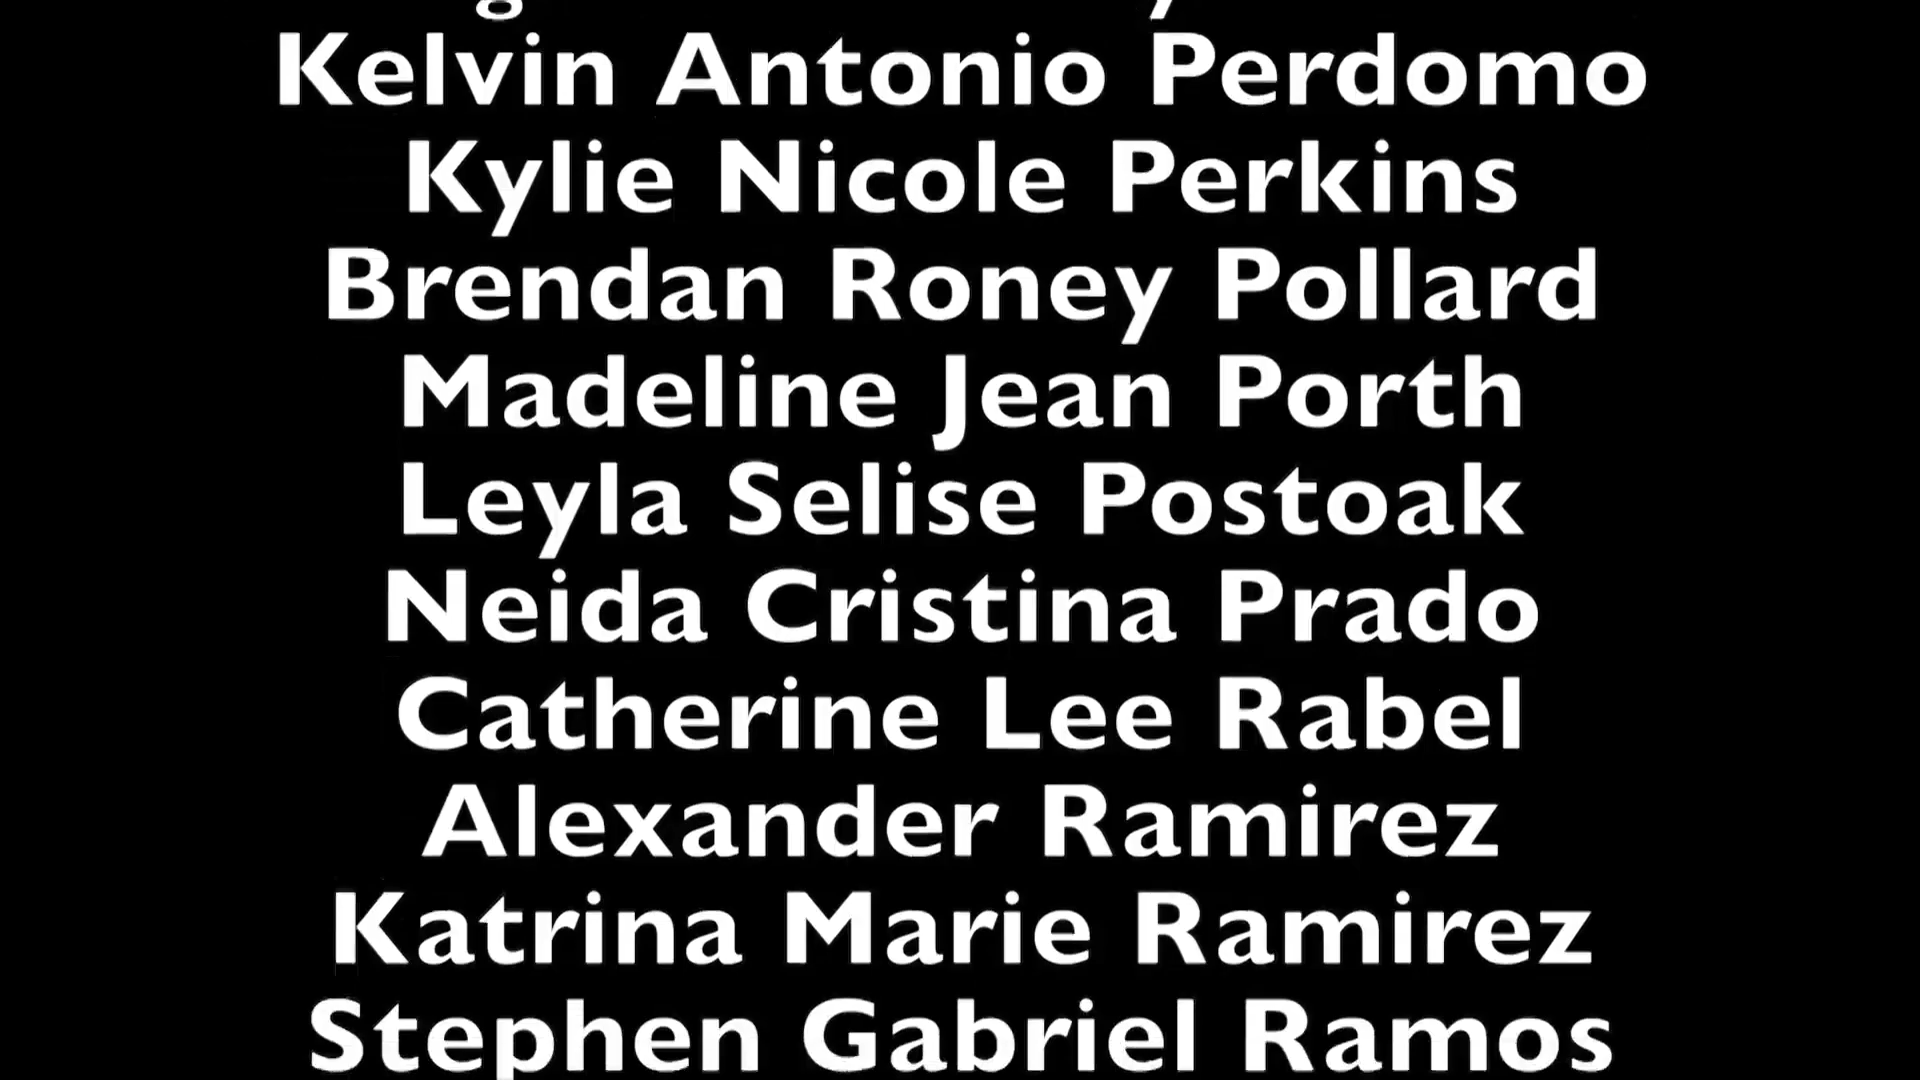 Kelvin Antonio Perdomo
Kylie Nicole Perkins
Brendan Roney Pollard
Madeline Jean Porth
Leyla Selise Postoak
Neida Cristina Prado
Catherine Lee Rabel
Alexander Ramirez
Katrina Marie Ramirez
Stephen Gabriel Ramos